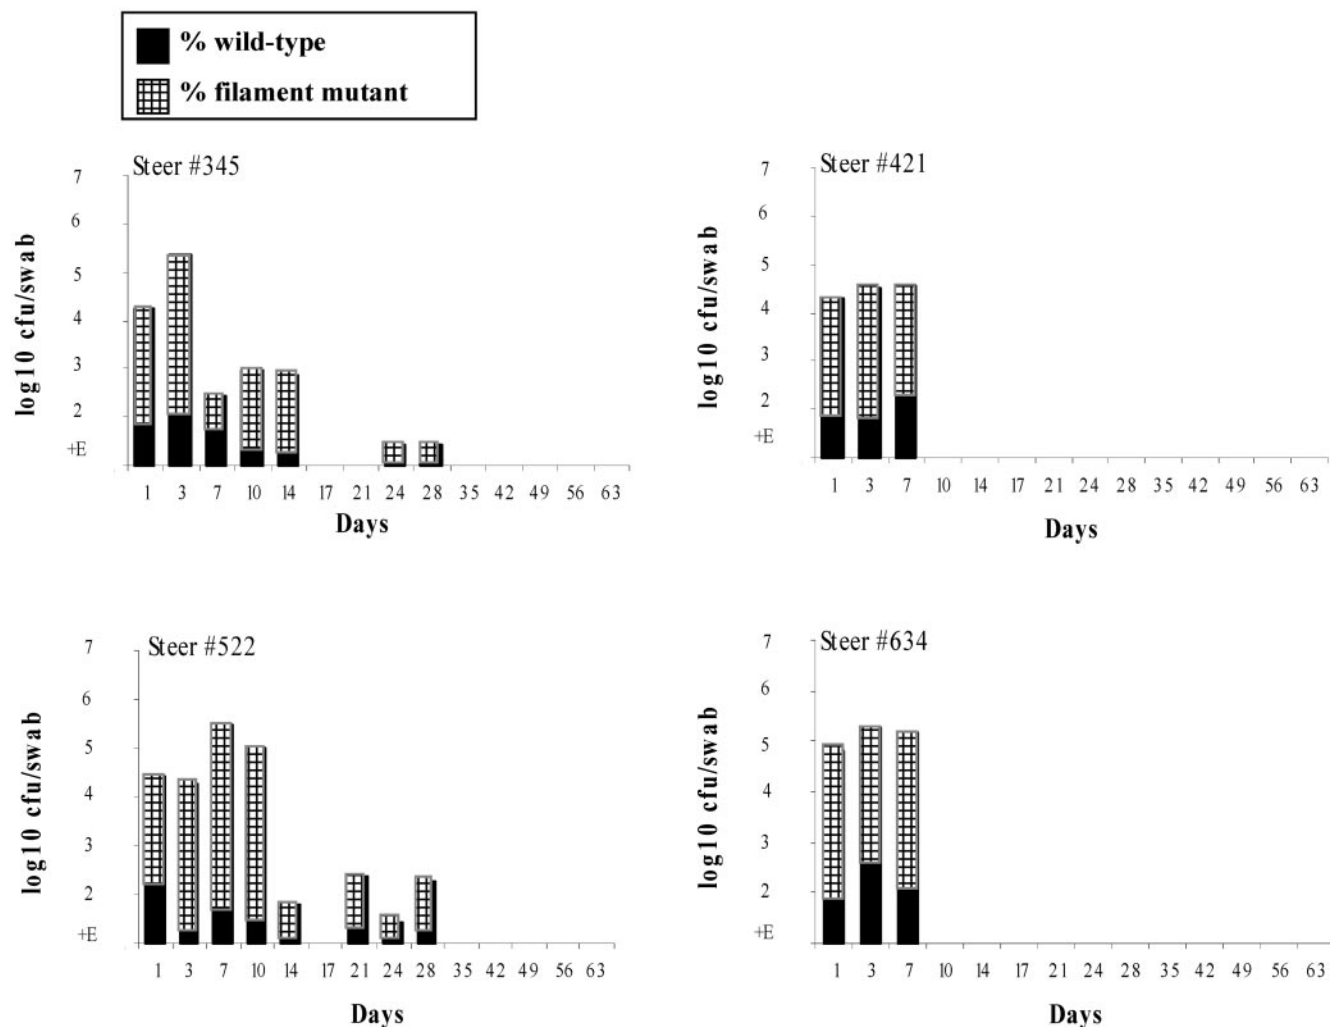 % wild-type
% filament mutant
Steer #345
7
6
5
4
3
2
+E
log10 cfu/swab
1 3 7 10 14 17 21 24 28 35 42 49 56 63
Days
Steer #421
7
6
5
4
3
2
+E
log10 cfu/swab
1 3 7 10 14 17 21 24 28 35 42 49 56 63
Days
Steer #522
7
6
5
4
3
2
+E
log10 cfu/swab
1 3 7 10 14 17 21 24 28 35 42 49 56 63
Days
Steer #634
7
6
5
4
3
2
+E
log10 cfu/swab
1 3 7 10 14 17 21 24 28 35 42 49 56 63
Days